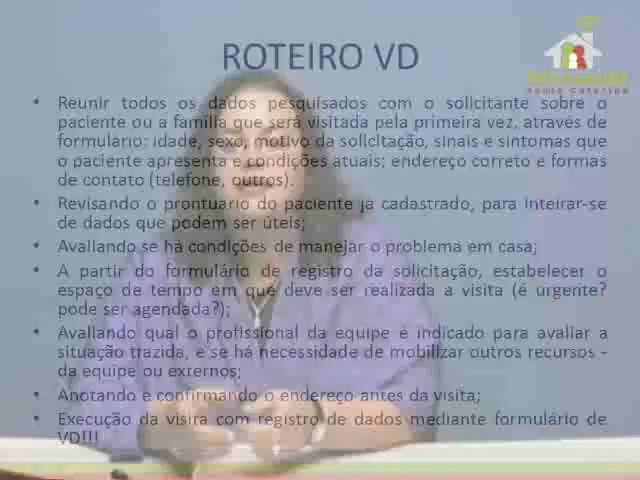 ROTEIRO VD
• Reunir todos os dados pesquisados com o solicitante sobre o
paciente ou a família que será visitada pela primeira vez, através de
formulário: idade, sexo, motivo da solicitação, sinais e sintomas que
o paciente apresenta e condições atuais; endereço correto e formas
de contato (telefone, outros).
• Revisando o prontuário do paciente já cadastrado, para inteirar-se
de dados que podem ser úteis;
• Avaliando se há condições de manejar o problema em casa;
• A partir do formulário de registro da solicitação, estabelecer o
espaço de tempo em que deve ser realizada a visita (é urgente?
pode ser agendada?);
• Avaliando qual o profissional da equipe é indicado para avaliar a
situação trazida, e se há necessidade de mobilizar outros recursos -
da equipe ou externos;
• Anotando e confirmando o endereço antes da visita;
• Execução da visita com registro de dados mediante formulário de
VD!!!
Santa Catarina